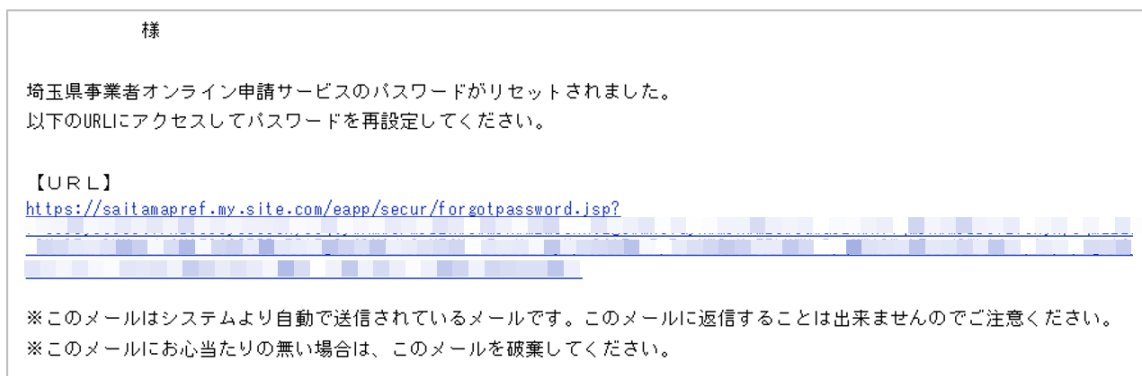 様
埼玉県事業者オンライン申請サービスのパスワードがリセットされました。
以下のURLにアクセスしてパスワードを再設定してください。
【ＵＲＬ】
https://saitamapref.my.site.com/eapp/secur/forgotpassword.jsp?
※このメールはシステムより自動で送信されているメールです。このメールに返信することは出来ませんのでご注意ください。
※このメールにお心当たりの無い場合は、このメールを破棄してください。